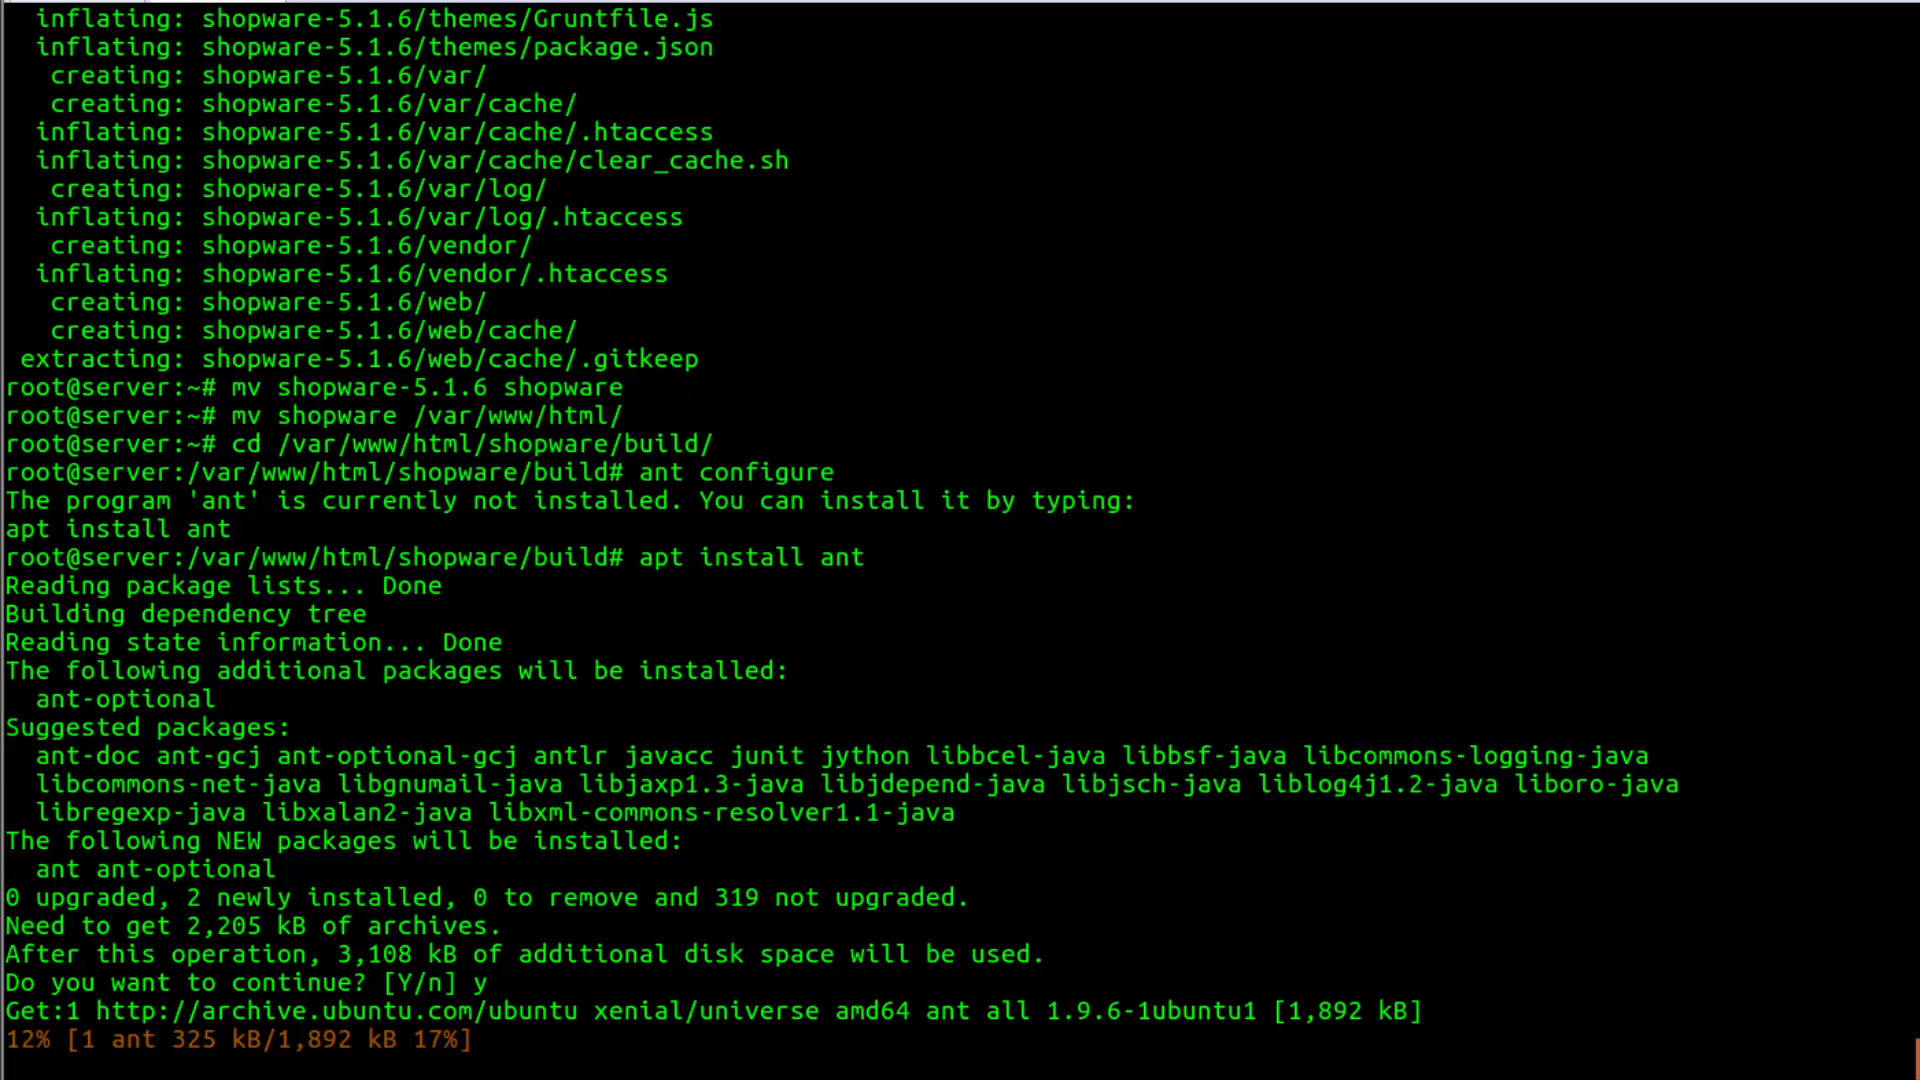 inflating: shopware-5.1.6/themes/Gruntfile.js
inflating: shopware-5.1.6/themes/package.json
creating: shopware-5.1.6/var/
creating: shopware-5.1.6/var/cache/
inflating: shopware-5.1.6/var/cache/.htaccess
inflating: shopware-5.1.6/var/cache/clear_cache.sh
creating: shopware-5.1.6/var/log/
inflating: shopware-5.1.6/var/log/.htaccess
creating: shopware-5.1.6/vendor/
inflating: shopware-5.1.6/vendor/.htaccess
creating: shopware-5.1.6/web/
creating: shopware-5.1.6/web/cache/
extracting: shopware-5.1.6/web/cache/.gitkeep
root@server:~# mv shopware-5.1.6 shopware
root@server:~# mv shopware /var/www/html/
root@server:~# cd /var/www/html/shopware/build/
root@server:/var/www/html/shopware/build# ant configure
The program 'ant' is currently not installed. You can install it by typing:
apt install ant
root@server:/var/www/html/shopware/build# apt install ant
Reading package lists... Done
Building dependency tree
Reading state information... Done
The following additional packages will be installed:
ant-optional
Suggested packages:
ant-doc ant-gcj ant-optional-gcj antlr javacc junit jython libbcel-java libbsf-java libcommons-logging-java
libcommons-net-java libgnumail-java libjaxp1.3-java libjdepend-java libjsch-java liblog4j1.2-java liboro-java
libregexp-java libxalan2-java libxml-commons-resolver1.1-java
The following NEW packages will be installed:
ant ant-optional
0 upgraded, 2 newly installed, 0 to remove and 319 not upgraded.
Need to get 2,205 kB of archives.
After this operation, 3,108 kB of additional disk space will be used.
Do you want to continue? [Y/n] y
Get:1 http://archive.ubuntu.com/ubuntu xenial/universe amd64 ant all 1.9.6-1ubuntu1 [1,892 kB]
12% [1 ant 325 kB/1,892 kB 17%]